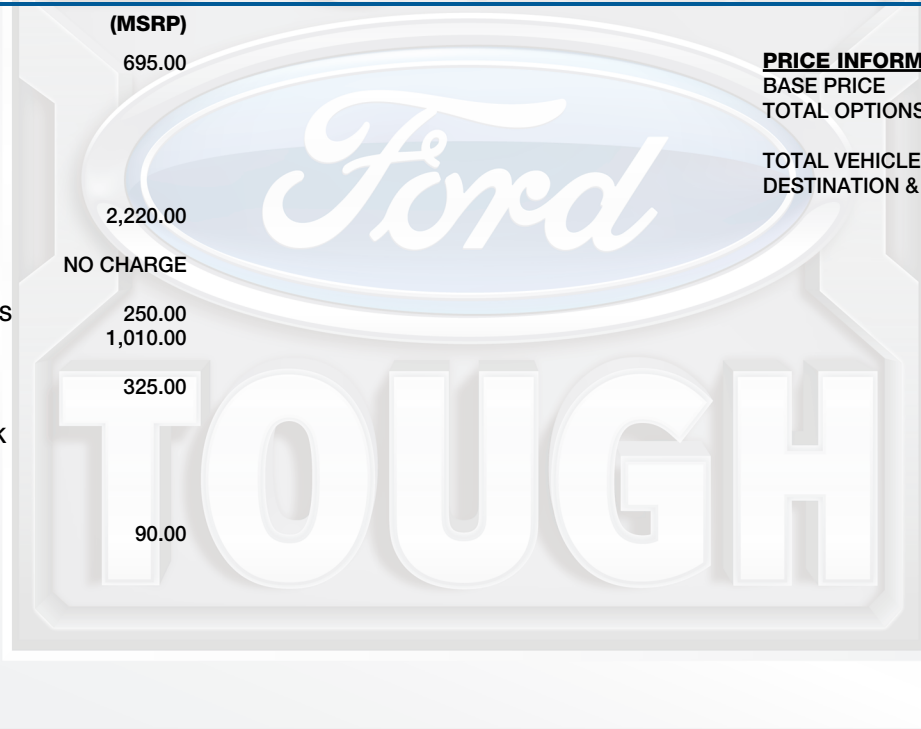 (MSRP)
695.00
2,220.00
NO CHARGE
S 250.00
1,010.00
325.00
K
90.00
PRICE INFORM
BASE PRICE
TOTAL OPTIONS
TOTAL VEHICLE
DESTINATION &
Ford
TOUGH